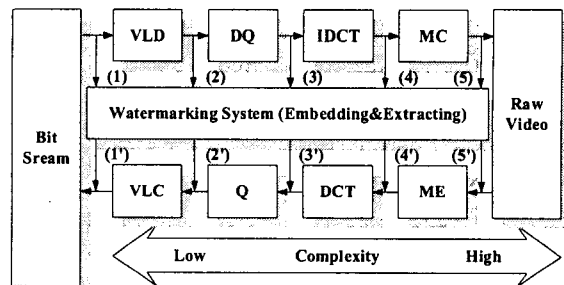 VLD DQ IDCT MC
(1) (2) (3) (4) (5)
Watermarking System (Embedding&Extracting)
Bit
Sream
Raw
Video
(1') (2') (3') (4') (5')
VLC Q DCT ME
Low Complexity High